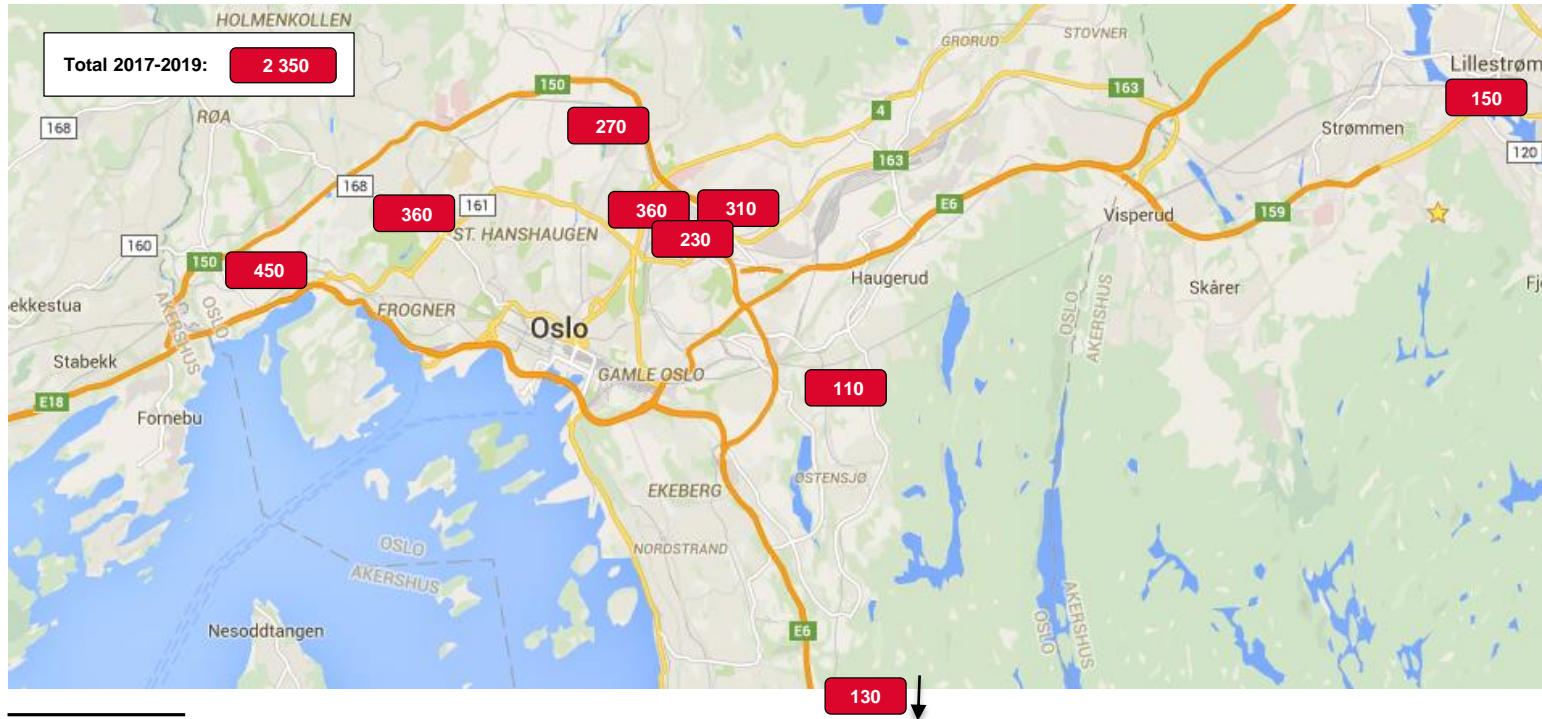 HOLMENKOLLEN
Total 2017-2019: 2 350
GRORUD
STOVNER
Lillestrøm
150
150
163
270
4
RØA
168
Strømmen
120
163
168
360
161
360
310
E6
Visperud
159
ST. HANSHAUGEN
230
160
150
450
Haugerud
Skårer
Fj
ekkestua
OSLO
AKERSHUS
FROGNER
Oslo
OSLO
AKERSHUS
Stabekk
GAMLE OSLO
110
E18
Fornebu
ØSTENSJØ
EKEBERG
OSLO
AKERSHUS
NORDSTRAND
Nesoddtangen
E6
OSLO
AKERSHUS
130